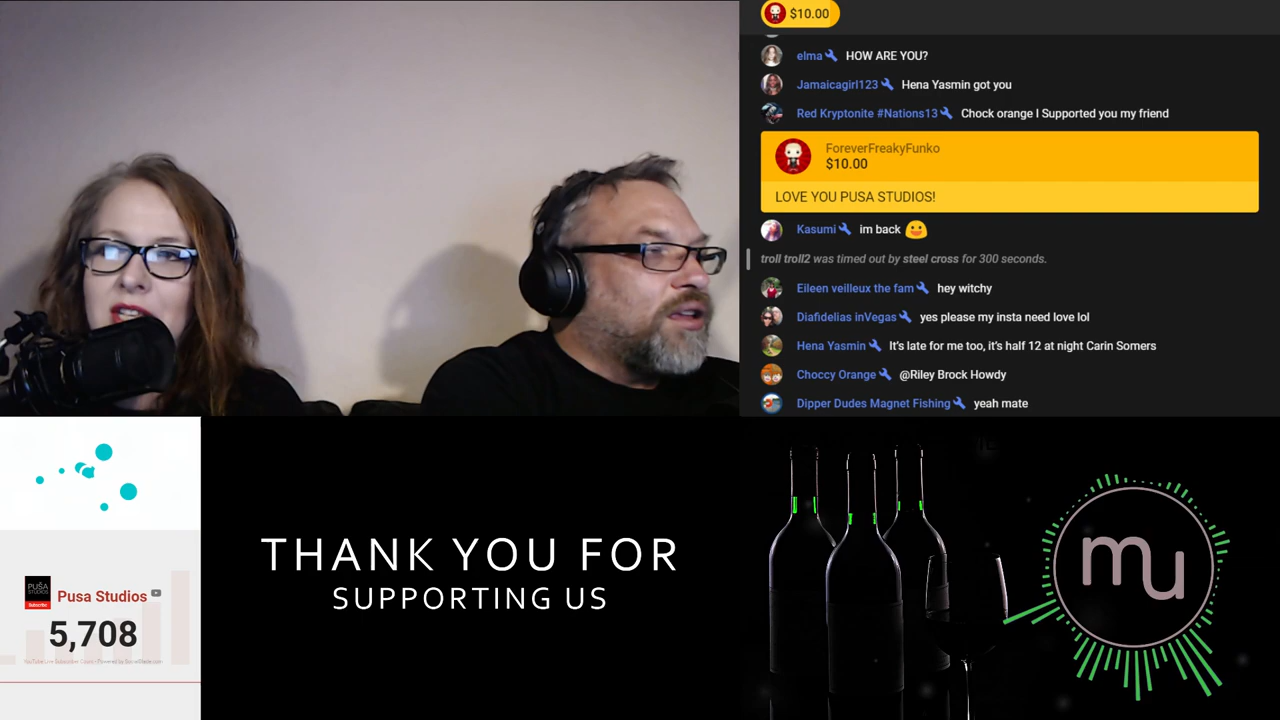 $10.00
elma HOW ARE YOU?
Jamaicagirl123 Hena Yasmin got you
Red Kryptonite #Nations13 Chock orange I Supported you my friend
ForeverFreakyFunko
$10.00
LOVE YOU PUSA STUDIOS!
Kasumi im back
troll troll2 was timed out by steel cross for 300 seconds.
Eileen veilleux the fam hey witchy
Diafidelias inVegas yes please my insta need love lol
Hena Yasmin It's late for me too, it's half 12 at night Carin Somers
Choccy Orange @Riley Brock Howdy
Dipper Dudes Magnet Fishing yeah mate
THANK YOU FOR
SUPPORTING US
mu
PUŠA
STUDIOS
Subscribe
Pusa Studios
5,708